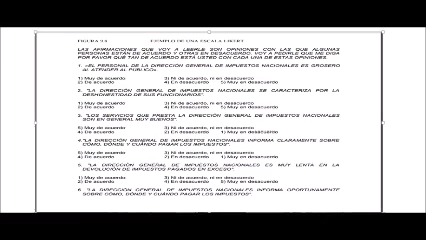 FIGURA 9.8 EJEMPLO DE UNA ESCALA LIKERT
LAS AFIRMACIONES QUE VOY A LEERLE SON OPINIONES CON LAS QUE ALGUNAS
PERSONAS ESTÁN DE ACUERDO Y OTRAS EN DESACUERDO. VOY A PEDIRLE QUE ME DIGA
POR FAVOR QUÉ TAN DE ACUERDO ESTÁ USTED CON CADA UNA DE ESTAS OPINIONES.
1. «EL PERSONAL DE LA DIRECCIÓN GENERAL DE IMPUESTOS NACIONALES ES GROSERO
AL ATENDER AL PÚBLICO».
1) Muy de acuerdo 3) Ni de acuerdo, ni en desacuerdo
2) De acuerdo 4) En desacuerdo 5) Muy en desacuerdo
2. "LA DIRECCIÓN GENERAL DE IMPUESTOS NACIONALES SE CARACTERIZA POR LA
DESHONESTIDAD DE SUS FUNCIONARIOS".
1) Muy de acuerdo 3) Ni de acuerdo, ni en desacuerdo
2) De acuerdo 4) En desacuerdo 5) Muy en desacuerdo
3. "LOS SERVICIOS QUE PRESTA LA DIRECCIÓN GENERAL DE IMPUESTOS NACIONALES
SON EN GENERAL MUY BUENOS".
5) Muy de acuerdo 3) Ni de acuerdo, ni en desacuerdo
4) De acuerdo 2) En desacuerdo 1) Muy en desacuerdo
4."LA DIRECCIÓN GENERAL DE IMPUESTOS NACIONALES INFORMA CLARAMENTE SOBRE
CÓMO, DÓNDE Y CUÁNDO PAGAR LOS IMPUESTOS".
5) Muy de acuerdo 3) Ni de acuerdo, ni en desacuerdo
4) De acuerdo 2) En desacuerdo 1) Muy en desacuerdo
5. "LA DIRECCIÓN GENERAL DE IMPUESTOS NACIONALES ES MUY LENTA EN LA
DEVOLUCIÓN DE IMPUESTOS PAGADOS EN EXCESO".
1) Muy de acuerdo 3) Ni de acuerdo, ni en desacuerdo
2) De acuerdo 4) En desacuerdo 5) Muy en desacuerdo
6. "LA DIRECCIÓN GENERAL DE IMPUESTOS NACIONALES INFORMA OPORTUNAMENTE
SOBRE CÓMO, DÓNDE Y CUÁNDO PAGAR LOS IMPUESTOS".